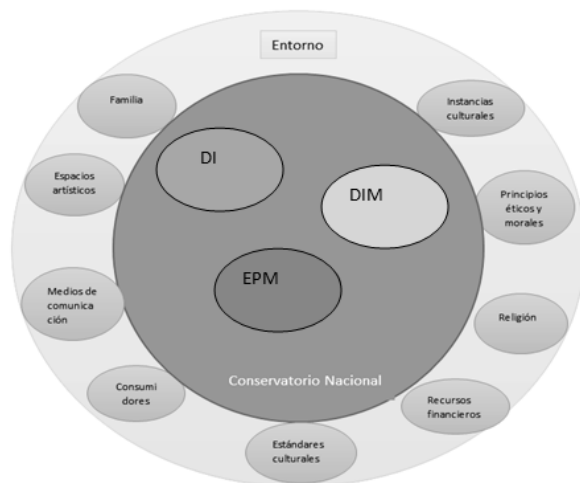 Entorno
Familia
Instancias
culturales
DI
Espacios
artísticos
DIM
Principios
éticos y
morales
EPM
Medios de
comunica
ción
Religión
Conservatorio Nacional
Consumi
dores
Recursos
financieros
Estándares
culturales